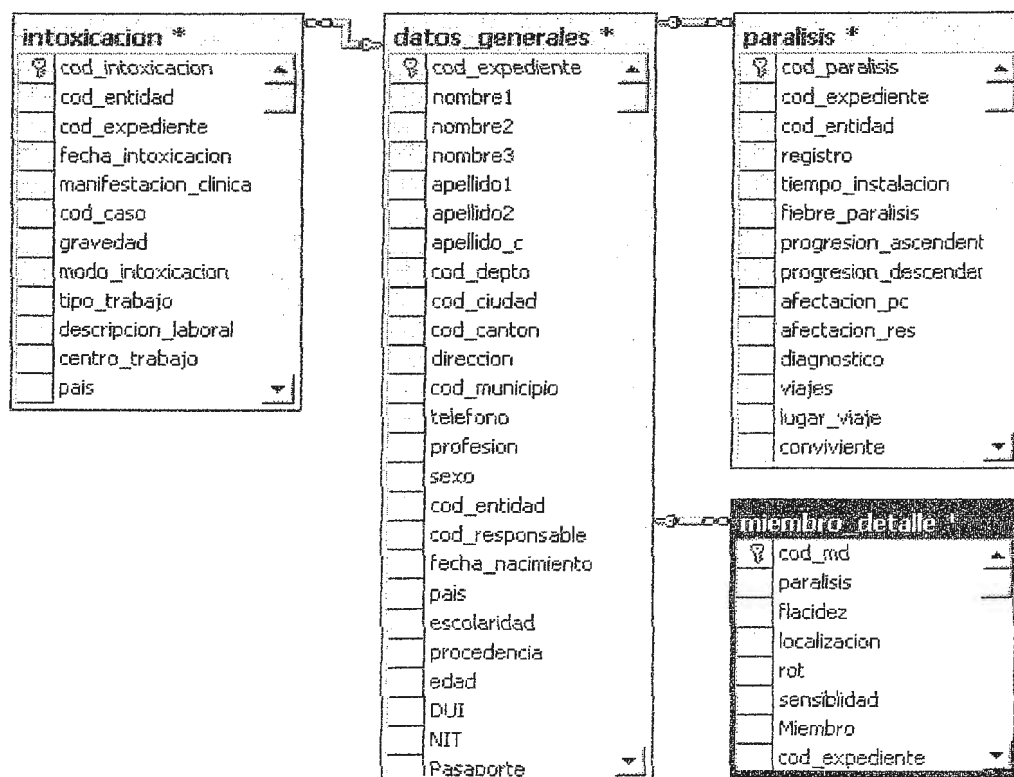 intoxicacion *
cod_intoxicacion
cod_entidad
cod_expediente
fecha_intoxicacion
manifestacion_clinica
cod_caso
gravedad
modo_intoxicacion
tipo_trabajo
descripcion_laboral
centro_trabajo
pais
datos_generales *
cod_expediente
nombre1
nombre2
nombre3
apellido1
apellido2
apellido_c
cod_depto
cod_ciudad
cod_canton
direccion
cod_municipio
telefono
profesion
sexo
cod_entidad
cod_responsable
fecha_nacimiento
pais
escolaridad
procedencia
edad
DUI
NIT
Pasaporte
paralisis *
cod_paralisis
cod_expediente
cod_entidad
registro
tiempo_instalacion
fiebre_paralisis
progresion_ascendent
progresion_descender
afectacion_pc
afectacion_res
diagnostico
viajes
lugar_viaje
conviviente
miembro_detalle *
cod_md
paralisis
flacidez
localizacion
rot
sensiblidad
Miembro
cod_expediente